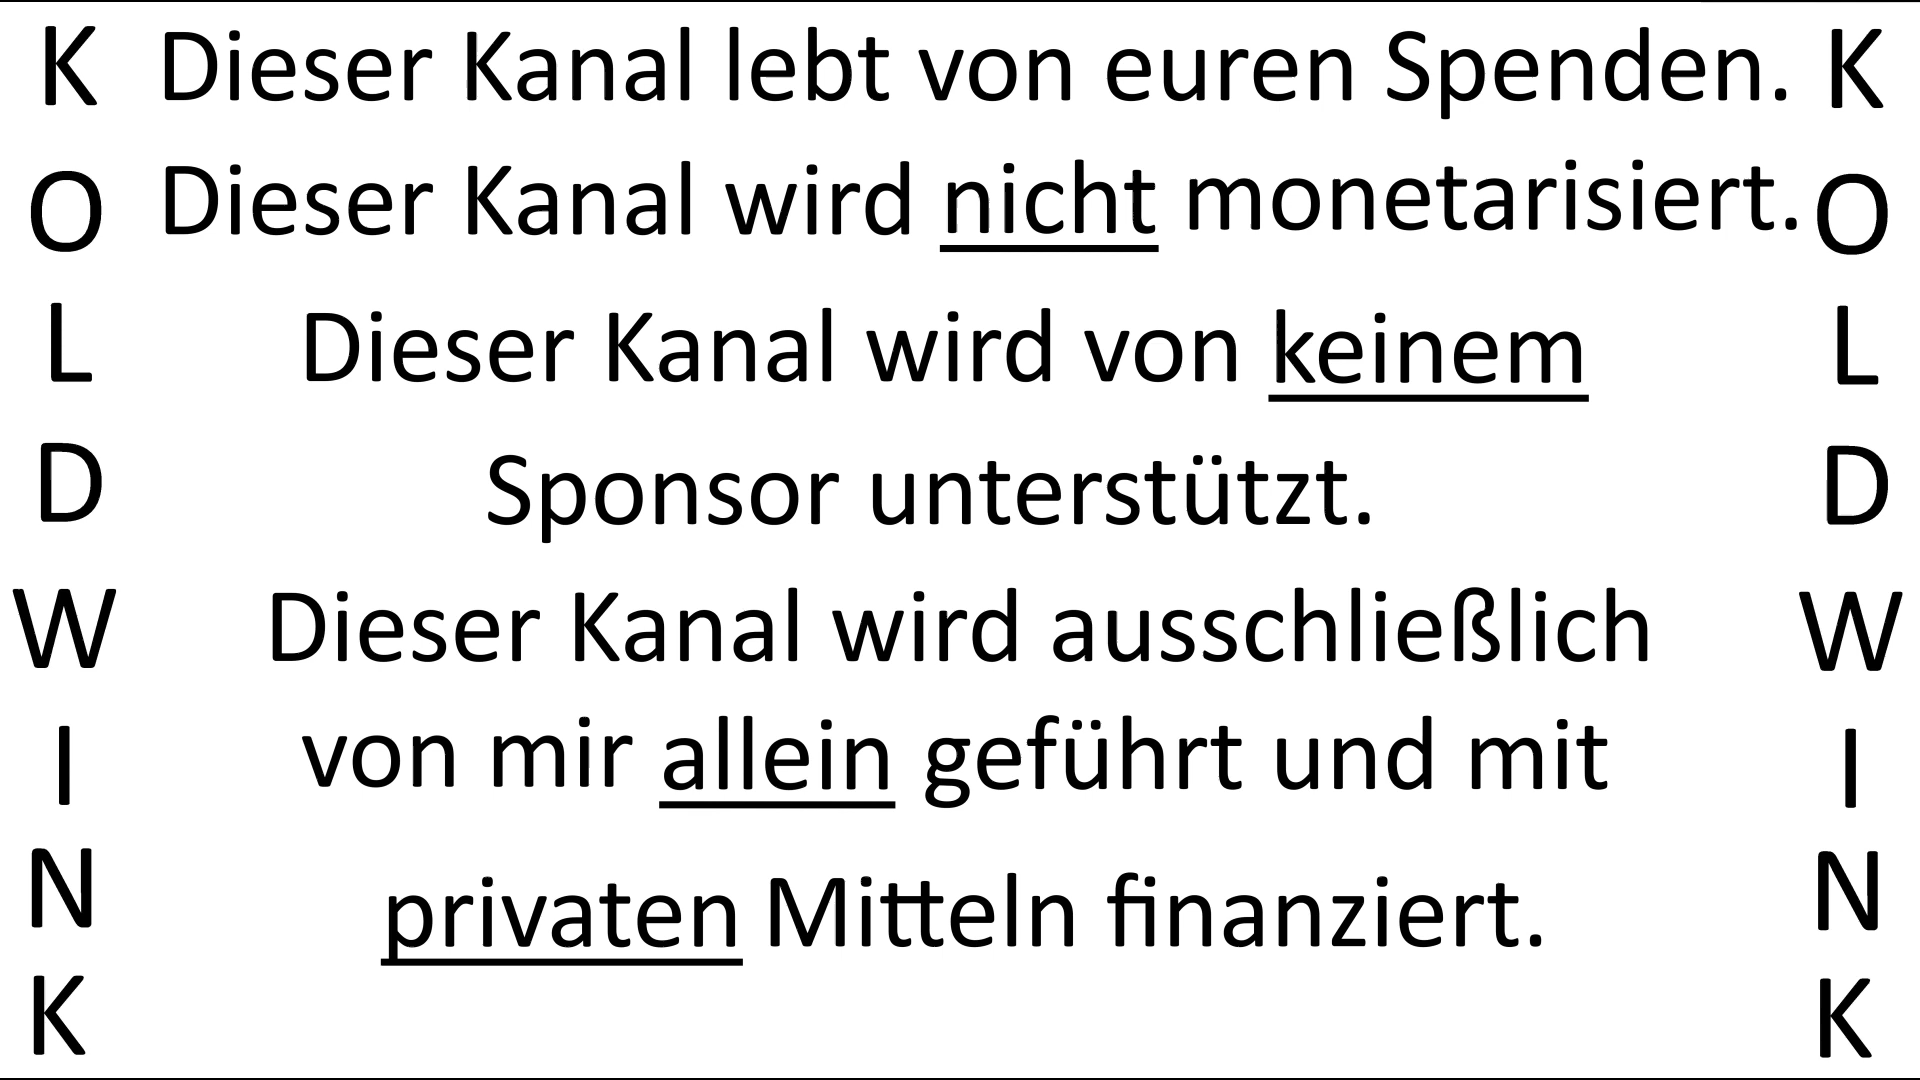 K
O
L
D
W
I
N
K
Dieser Kanal lebt von euren Spenden.
Dieser Kanal wird nicht monetarisiert.
Dieser Kanal wird von keinem
Sponsor unterstützt.
Dieser Kanal wird ausschließlich
von mir allein geführt und mit
privaten Mitteln finanziert.
K
O
L
D
W
I
N
K